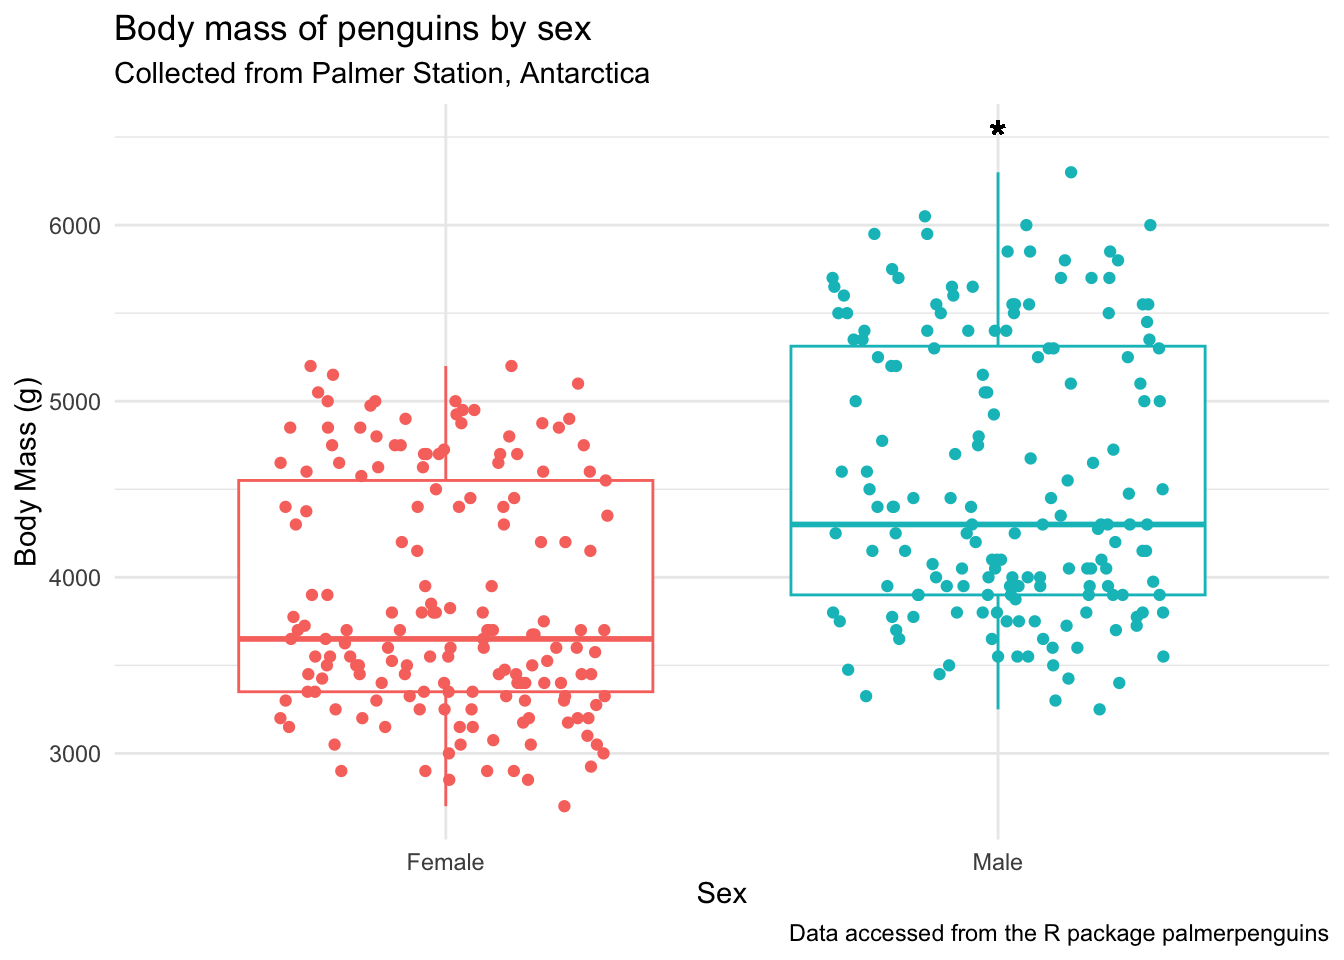 Body mass of penguins by sex
Collected from Palmer Station, Antarctica
*
6000
5000
4000
3000
Body Mass (g)
Female
Male
Sex
Data accessed from the R package palmerpenguins